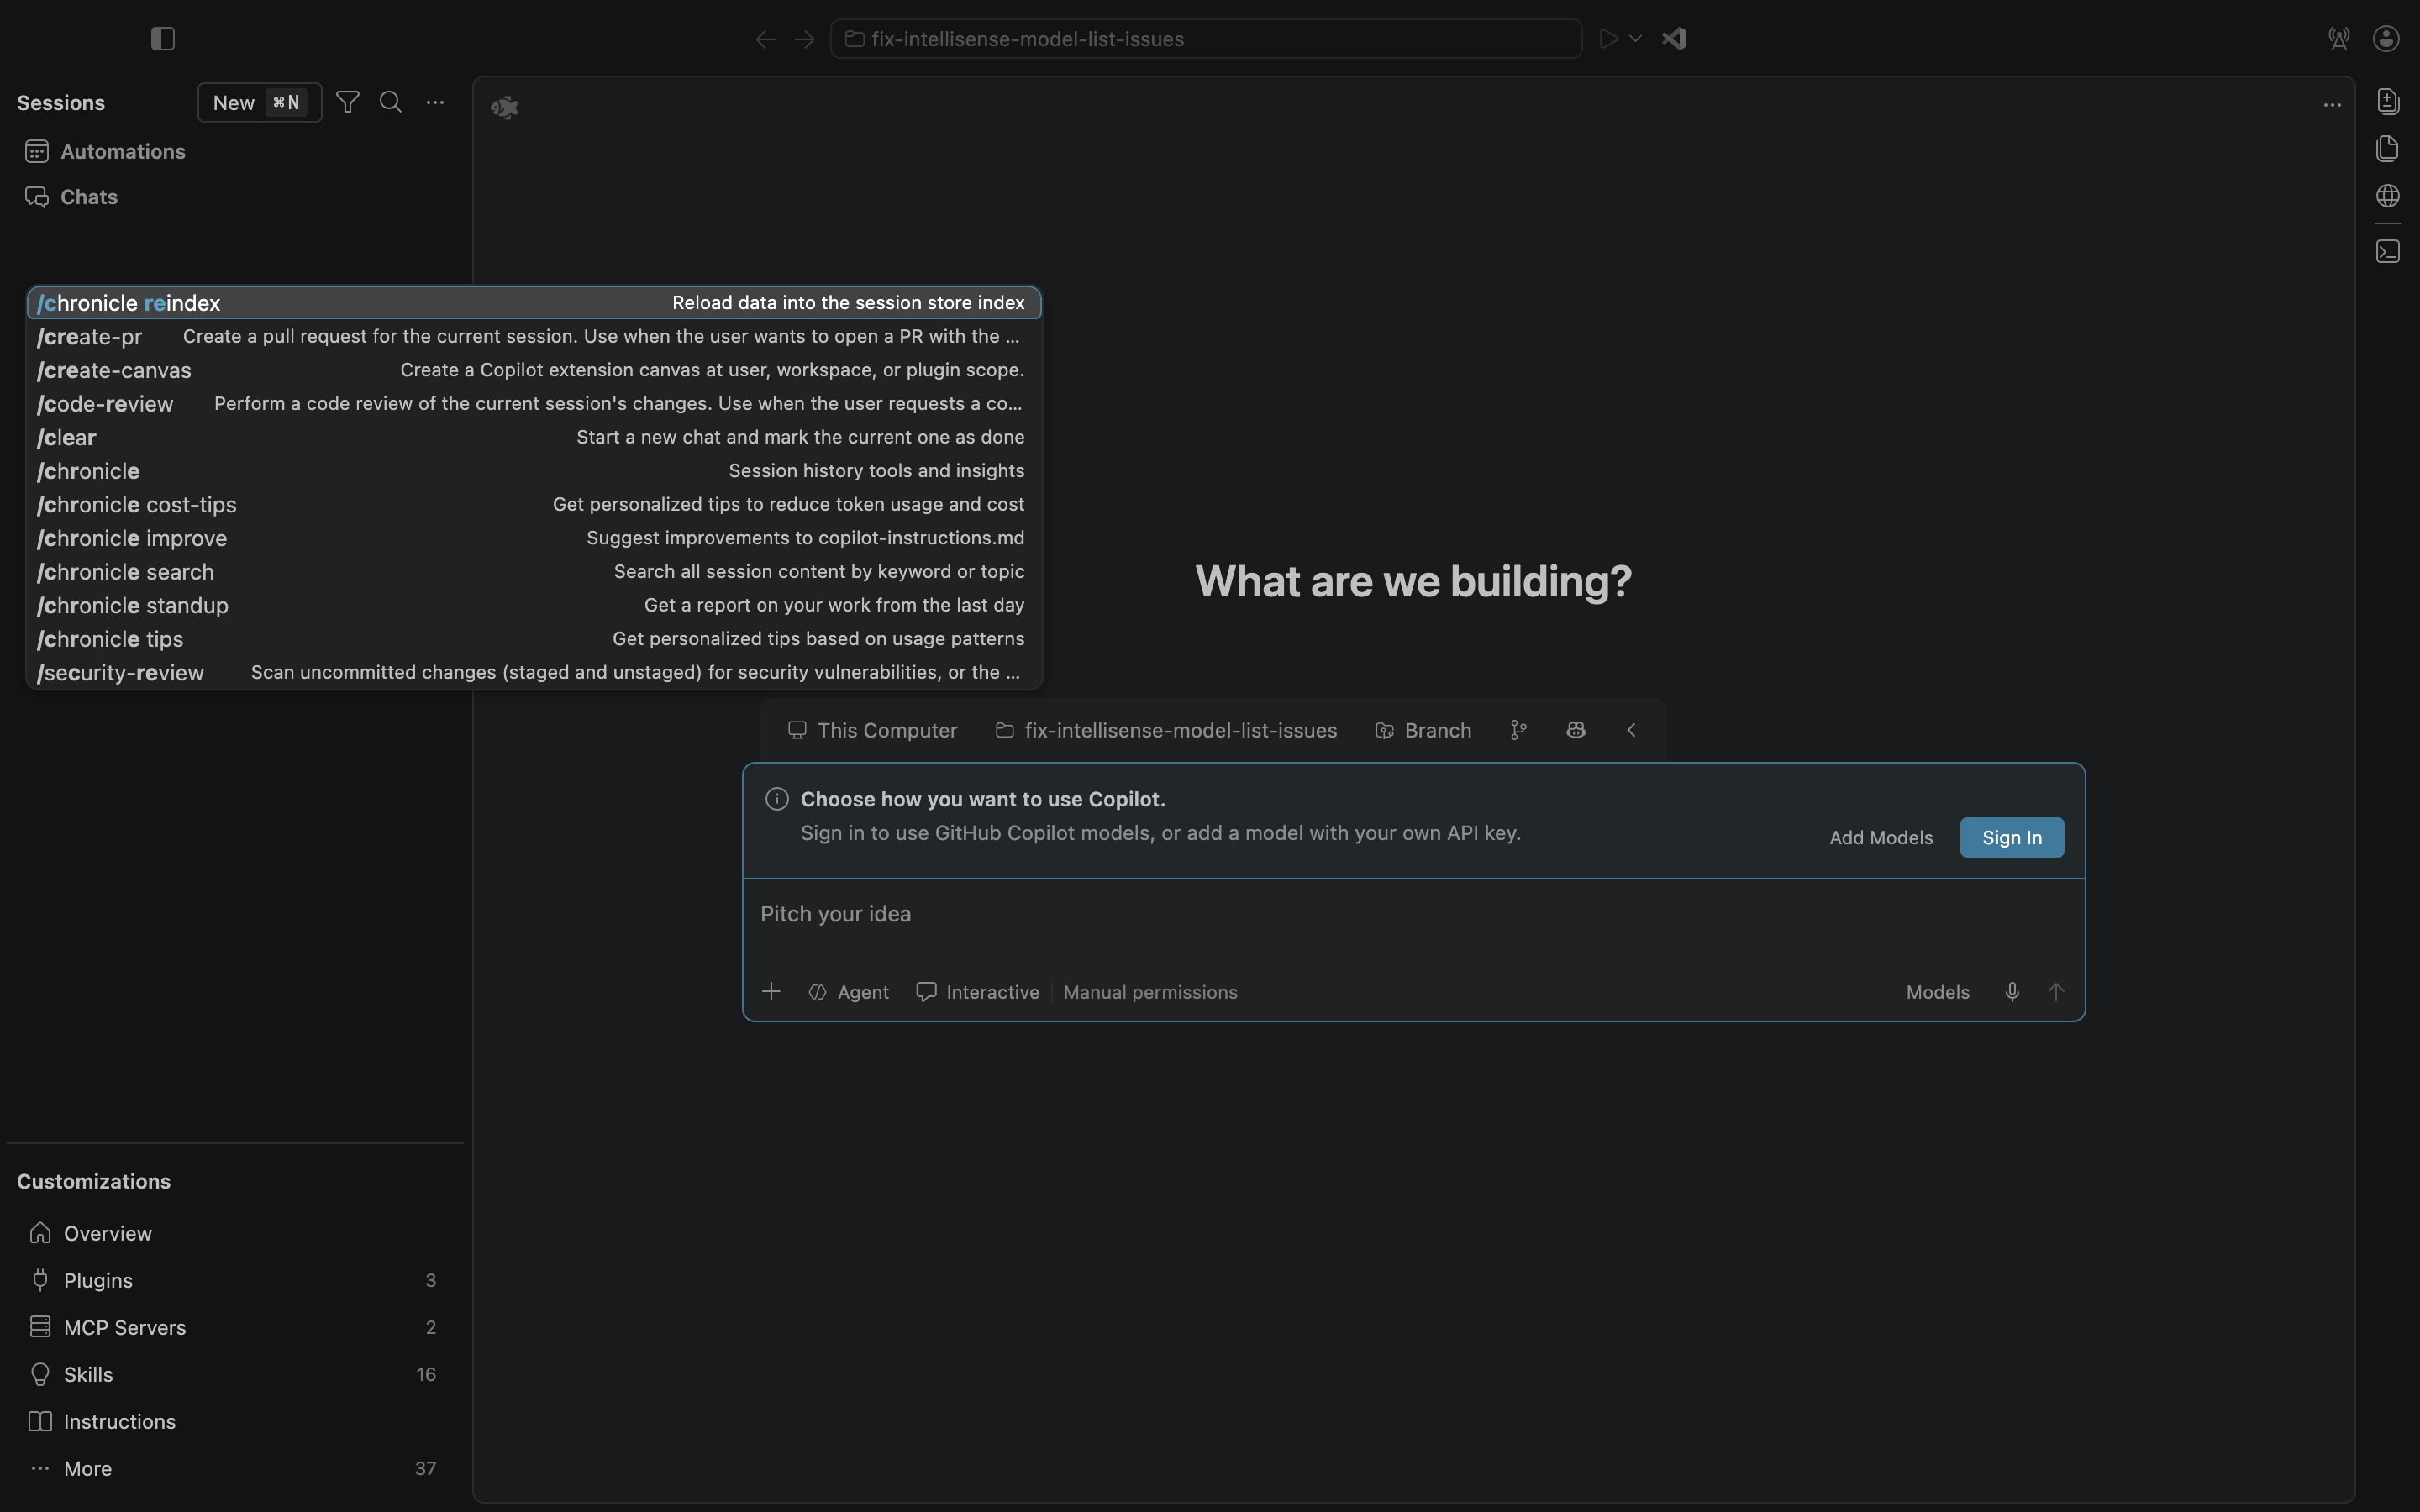 fix-intellisense-model-list-issues
Sessions
New ⌘N
Automations
Chats
/chronicle reindex Reload data into the session store index
/create-pr Create a pull request for the current session. Use when the user wants to open a PR with the ...
/create-canvas Create a Copilot extension canvas at user, workspace, or plugin scope.
/code-review Perform a code review of the current session's changes. Use when the user requests a co...
/clear Start a new chat and mark the current one as done
/chronicle Session history tools and insights
/chronicle cost-tips Get personalized tips to reduce token usage and cost
/chronicle improve Suggest improvements to copilot-instructions.md
/chronicle search Search all session content by keyword or topic
/chronicle standup Get a report on your work from the last day
/chronicle tips Get personalized tips based on usage patterns
/security-review Scan uncommitted changes (staged and unstaged) for security vulnerabilities, or the ...
What are we building?
This Computer fix-intellisense-model-list-issues Branch
Choose how you want to use Copilot.
Sign in to use GitHub Copilot models, or add a model with your own API key.
Add Models Sign In
Pitch your idea
Agent Interactive Manual permissions Models
Customizations
Overview
Plugins 3
MCP Servers 2
Skills 16
Instructions
More 37